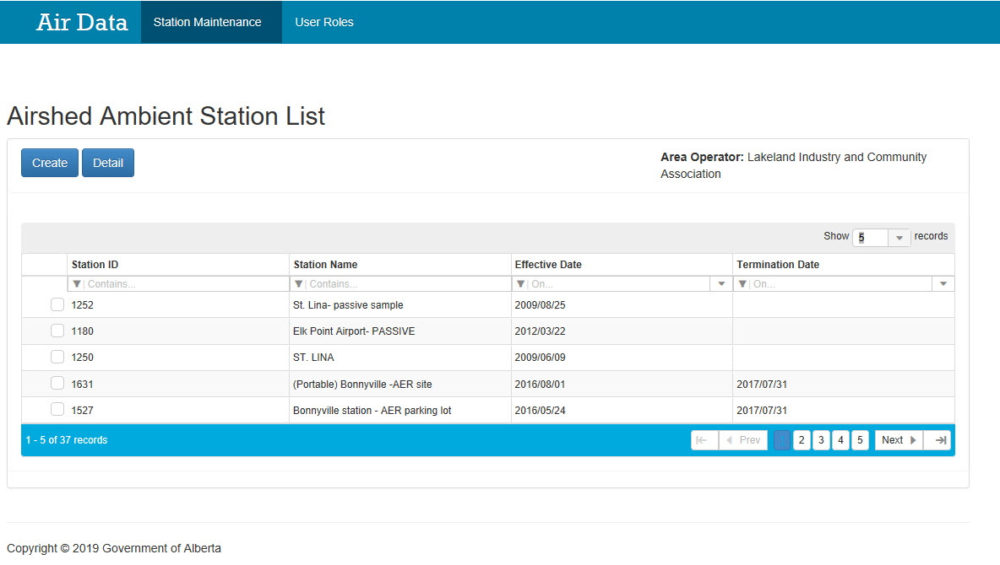 Air Data Station Maintenance User Roles
Airshed Ambient Station List
Create Detail
Area Operator: Lakeland Industry and Community
Association
Show 5 records
Station ID Station Name Effective Date Termination Date
Contains... Contains... On... On...
1252 St. Lina- passive sample 2009/08/25
1180 Elk Point Airport- PASSIVE 2012/03/22
1250 ST. LINA 2009/06/09
1631 (Portable) Bonnyville -AER site 2016/08/01 2017/07/31
1527 Bonnyville station - AER parking lot 2016/05/24 2017/07/31
1 - 5 of 37 records Prev 2 3 4 5 Next
Copyright © 2019 Government of Alberta